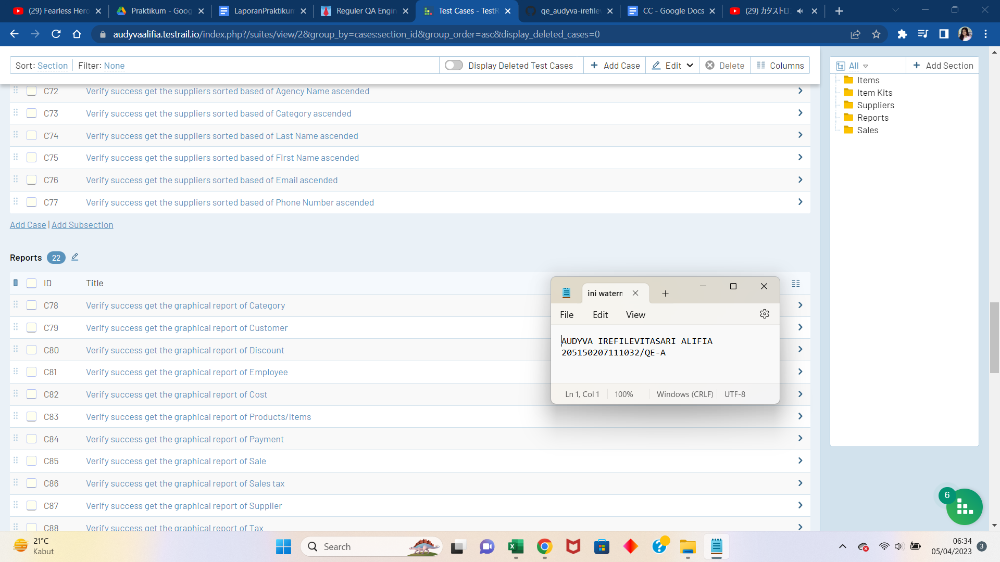 (29) Fearless Hero
Praktikum - Goog
LaporanPraktikum
Reguler QA Engin
Test Cases - TestR
qe_audyva-irefilev
CC - Google Docs
(29) カタストロ
audyvaalifia.testrail.io/index.php?/suites/view/2&group_by=cases:section_id&group_order=asc&display_deleted_cases=0
Sort: Section
Filter: None
Display Deleted Test Cases
+ Add Case
Edit
Delete
Columns
C72 Verify success get the suppliers sorted based of Agency Name ascended
C73 Verify success get the suppliers sorted based of Category ascended
C74 Verify success get the suppliers sorted based of Last Name ascended
C75 Verify success get the suppliers sorted based of First Name ascended
C76 Verify success get the suppliers sorted based of Email ascended
C77 Verify success get the suppliers sorted based of Phone Number ascended
Add Case | Add Subsection
Reports 22
ID Title
C78 Verify success get the graphical report of Category
C79 Verify success get the graphical report of Customer
C80 Verify success get the graphical report of Discount
C81 Verify success get the graphical report of Employee
C82 Verify success get the graphical report of Cost
C83 Verify success get the graphical report of Products/Items
C84 Verify success get the graphical report of Payment
C85 Verify success get the graphical report of Sale
C86 Verify success get the graphical report of Sales tax
C87 Verify success get the graphical report of Supplier
C88 Verify success get the graphical report of Tax
ini watern
File Edit View
AUDYVA IREFILEVITASARI ALIFIA
205150207111032/QE-A
Ln 1, Col 1 100% Windows (CRLF) UTF-8
All
+ Add Section
Items
Item Kits
Suppliers
Reports
Sales
6
21°C
Kabut
Search
06:34
05/04/2023
3